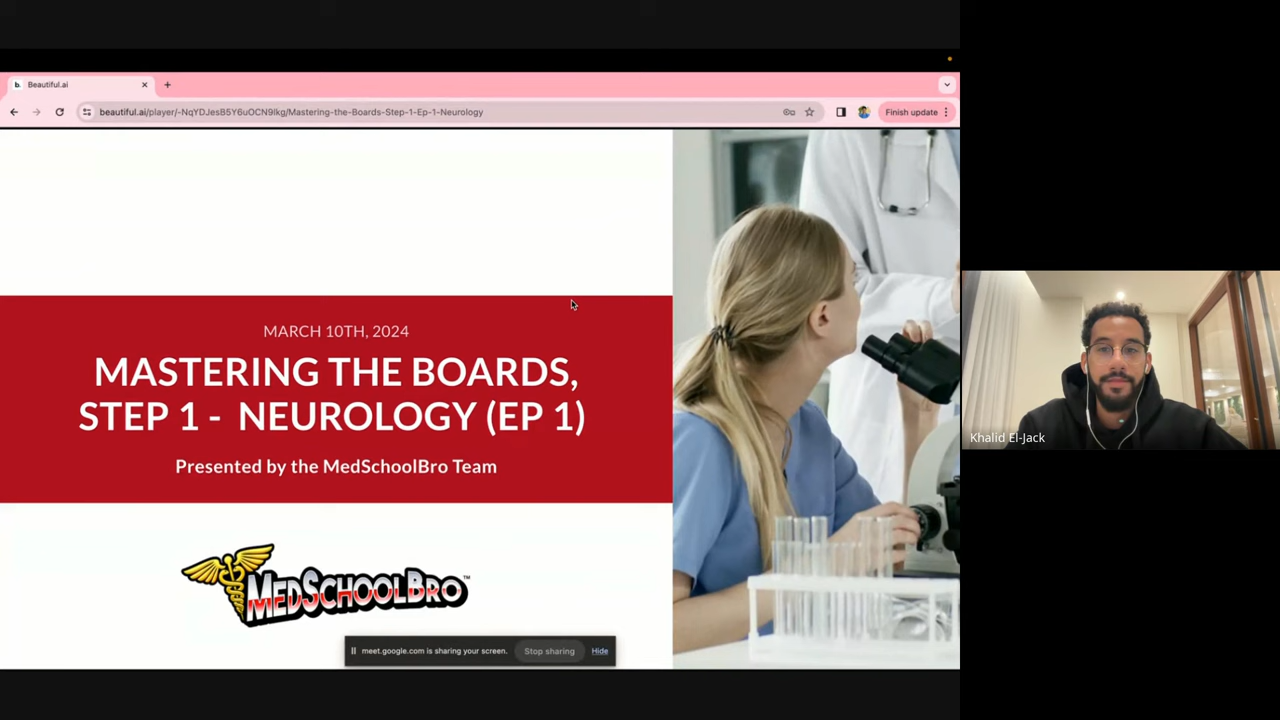 b.
Beautiful.ai
beautiful.ai/player/-NqYDJesB5Y6uOCN9lkg/Mastering-the-Boards-Step-1-Ep-1-Neurology
Finish update
MARCH 10TH, 2024
MASTERING THE BOARDS,
STEP 1 - NEUROLOGY (EP 1)
Presented by the MedSchoolBro Team
MEDSCHOOLBRO™
meet.google.com is sharing your screen.
Stop sharing
Hide
Khalid El-Jack